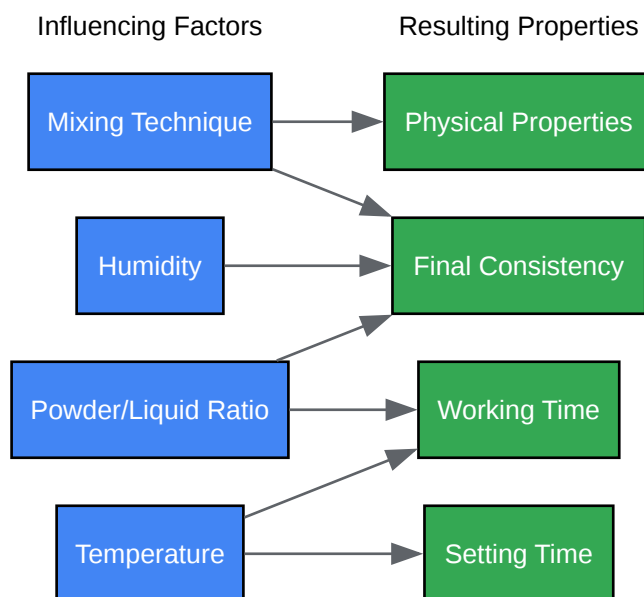 Influencing Factors
Resulting Properties
Mixing Technique
Physical Properties
Humidity
Final Consistency
Powder/Liquid Ratio
Working Time
Temperature
Setting Time